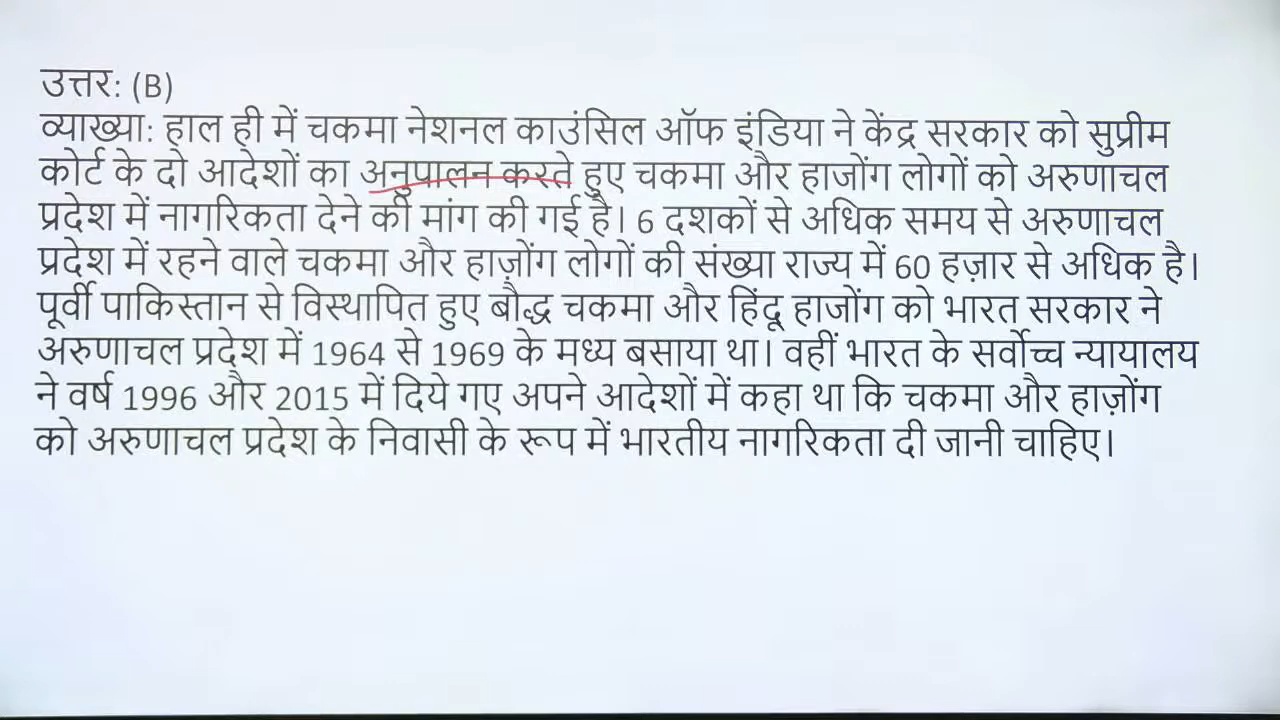 उत्तर: (B)
व्याख्या: हाल ही में चकमा नेशनल काउंसिल ऑफ इंडिया ने केंद्र सरकार को सुप्रीम
कोर्ट के दो आदेशों का अनुपालन करते हुए चकमा और हाजोंग लोगों को अरुणाचल
प्रदेश में नागरिकता देने की मांग की गई है। 6 दशकों से अधिक समय से अरुणाचल
प्रदेश में रहने वाले चकमा और हाज़ोंग लोगों की संख्या राज्य में 60 हज़ार से अधिक है।
पूर्वी पाकिस्तान से विस्थापित हुए बौद्ध चकमा और हिंदू हाजोंग को भारत सरकार ने
अरुणाचल प्रदेश में 1964 से 1969 के मध्य बसाया था। वहीं भारत के सर्वोच्च न्यायालय
ने वर्ष 1996 और 2015 में दिये गए अपने आदेशों में कहा था कि चकमा और हाज़ोंग
को अरुणाचल प्रदेश के निवासी के रूप में भारतीय नागरिकता दी जानी चाहिए।